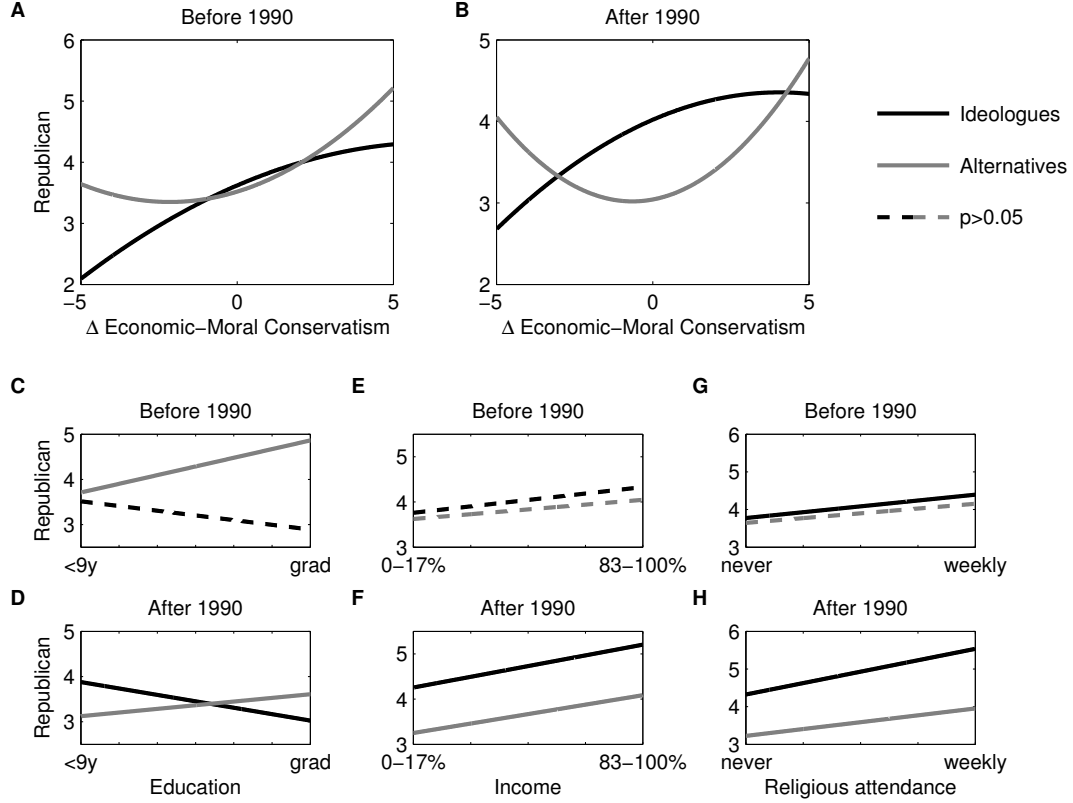 A
Before 1990
6
5
4
3
2
−5
0
5
Republican
Δ Economic−Moral Conservatism
B
After 1990
5
4
3
2
−5
0
5
Δ Economic−Moral Conservatism
Ideologues
Alternatives
p>0.05
C
Before 1990
5
4
3
Republican
<9y
grad
E
Before 1990
5
4
3
0−17%
83−100%
G
Before 1990
6
5
4
3
never
weekly
D
After 1990
5
4
3
Republican
<9y
grad
Education
F
After 1990
5
4
3
0−17%
83−100%
Income
H
After 1990
6
5
4
3
never
weekly
Religious attendance